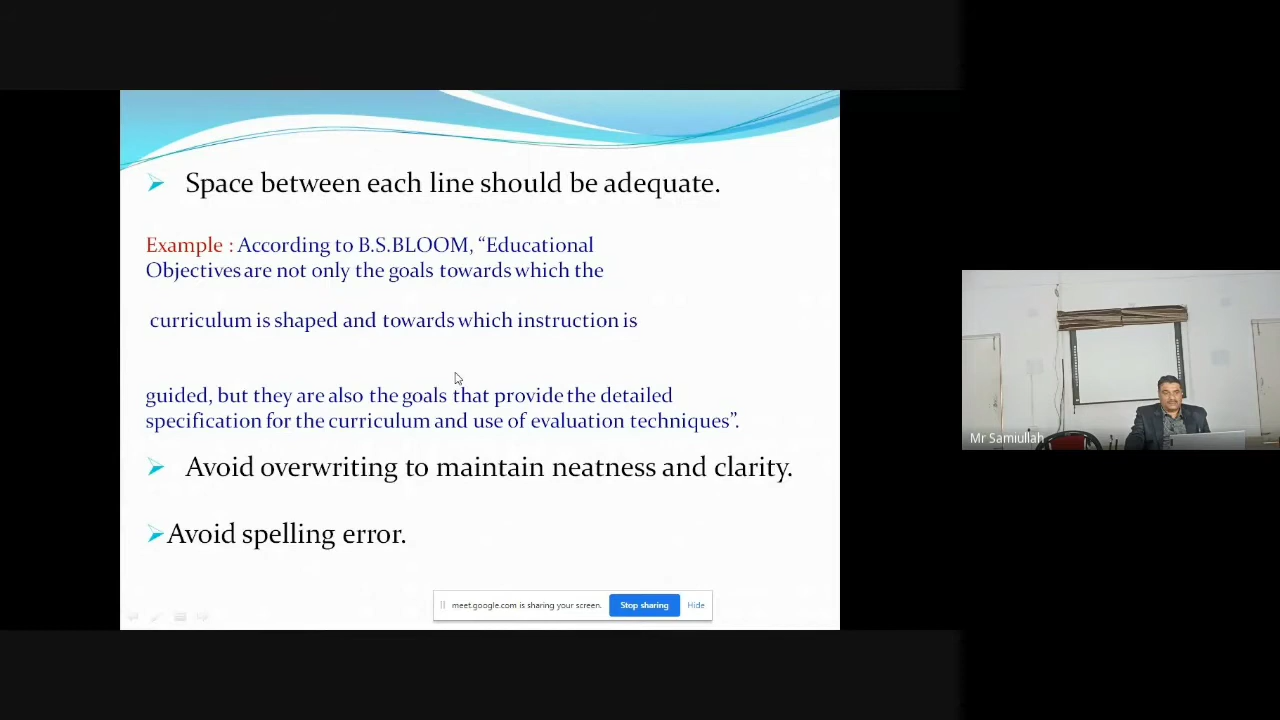 Space between each line should be adequate.
Example : According to B.S.BLOOM, “Educational
Objectives are not only the goals towards which the
curriculum is shaped and towards which instruction is
guided, but they are also the goals that provide the detailed
specification for the curriculum and use of evaluation techniques”.
Avoid overwriting to maintain neatness and clarity.
Avoid spelling error.
meet.google.com is sharing your screen. Stop sharing Hide
Mr Samiullah